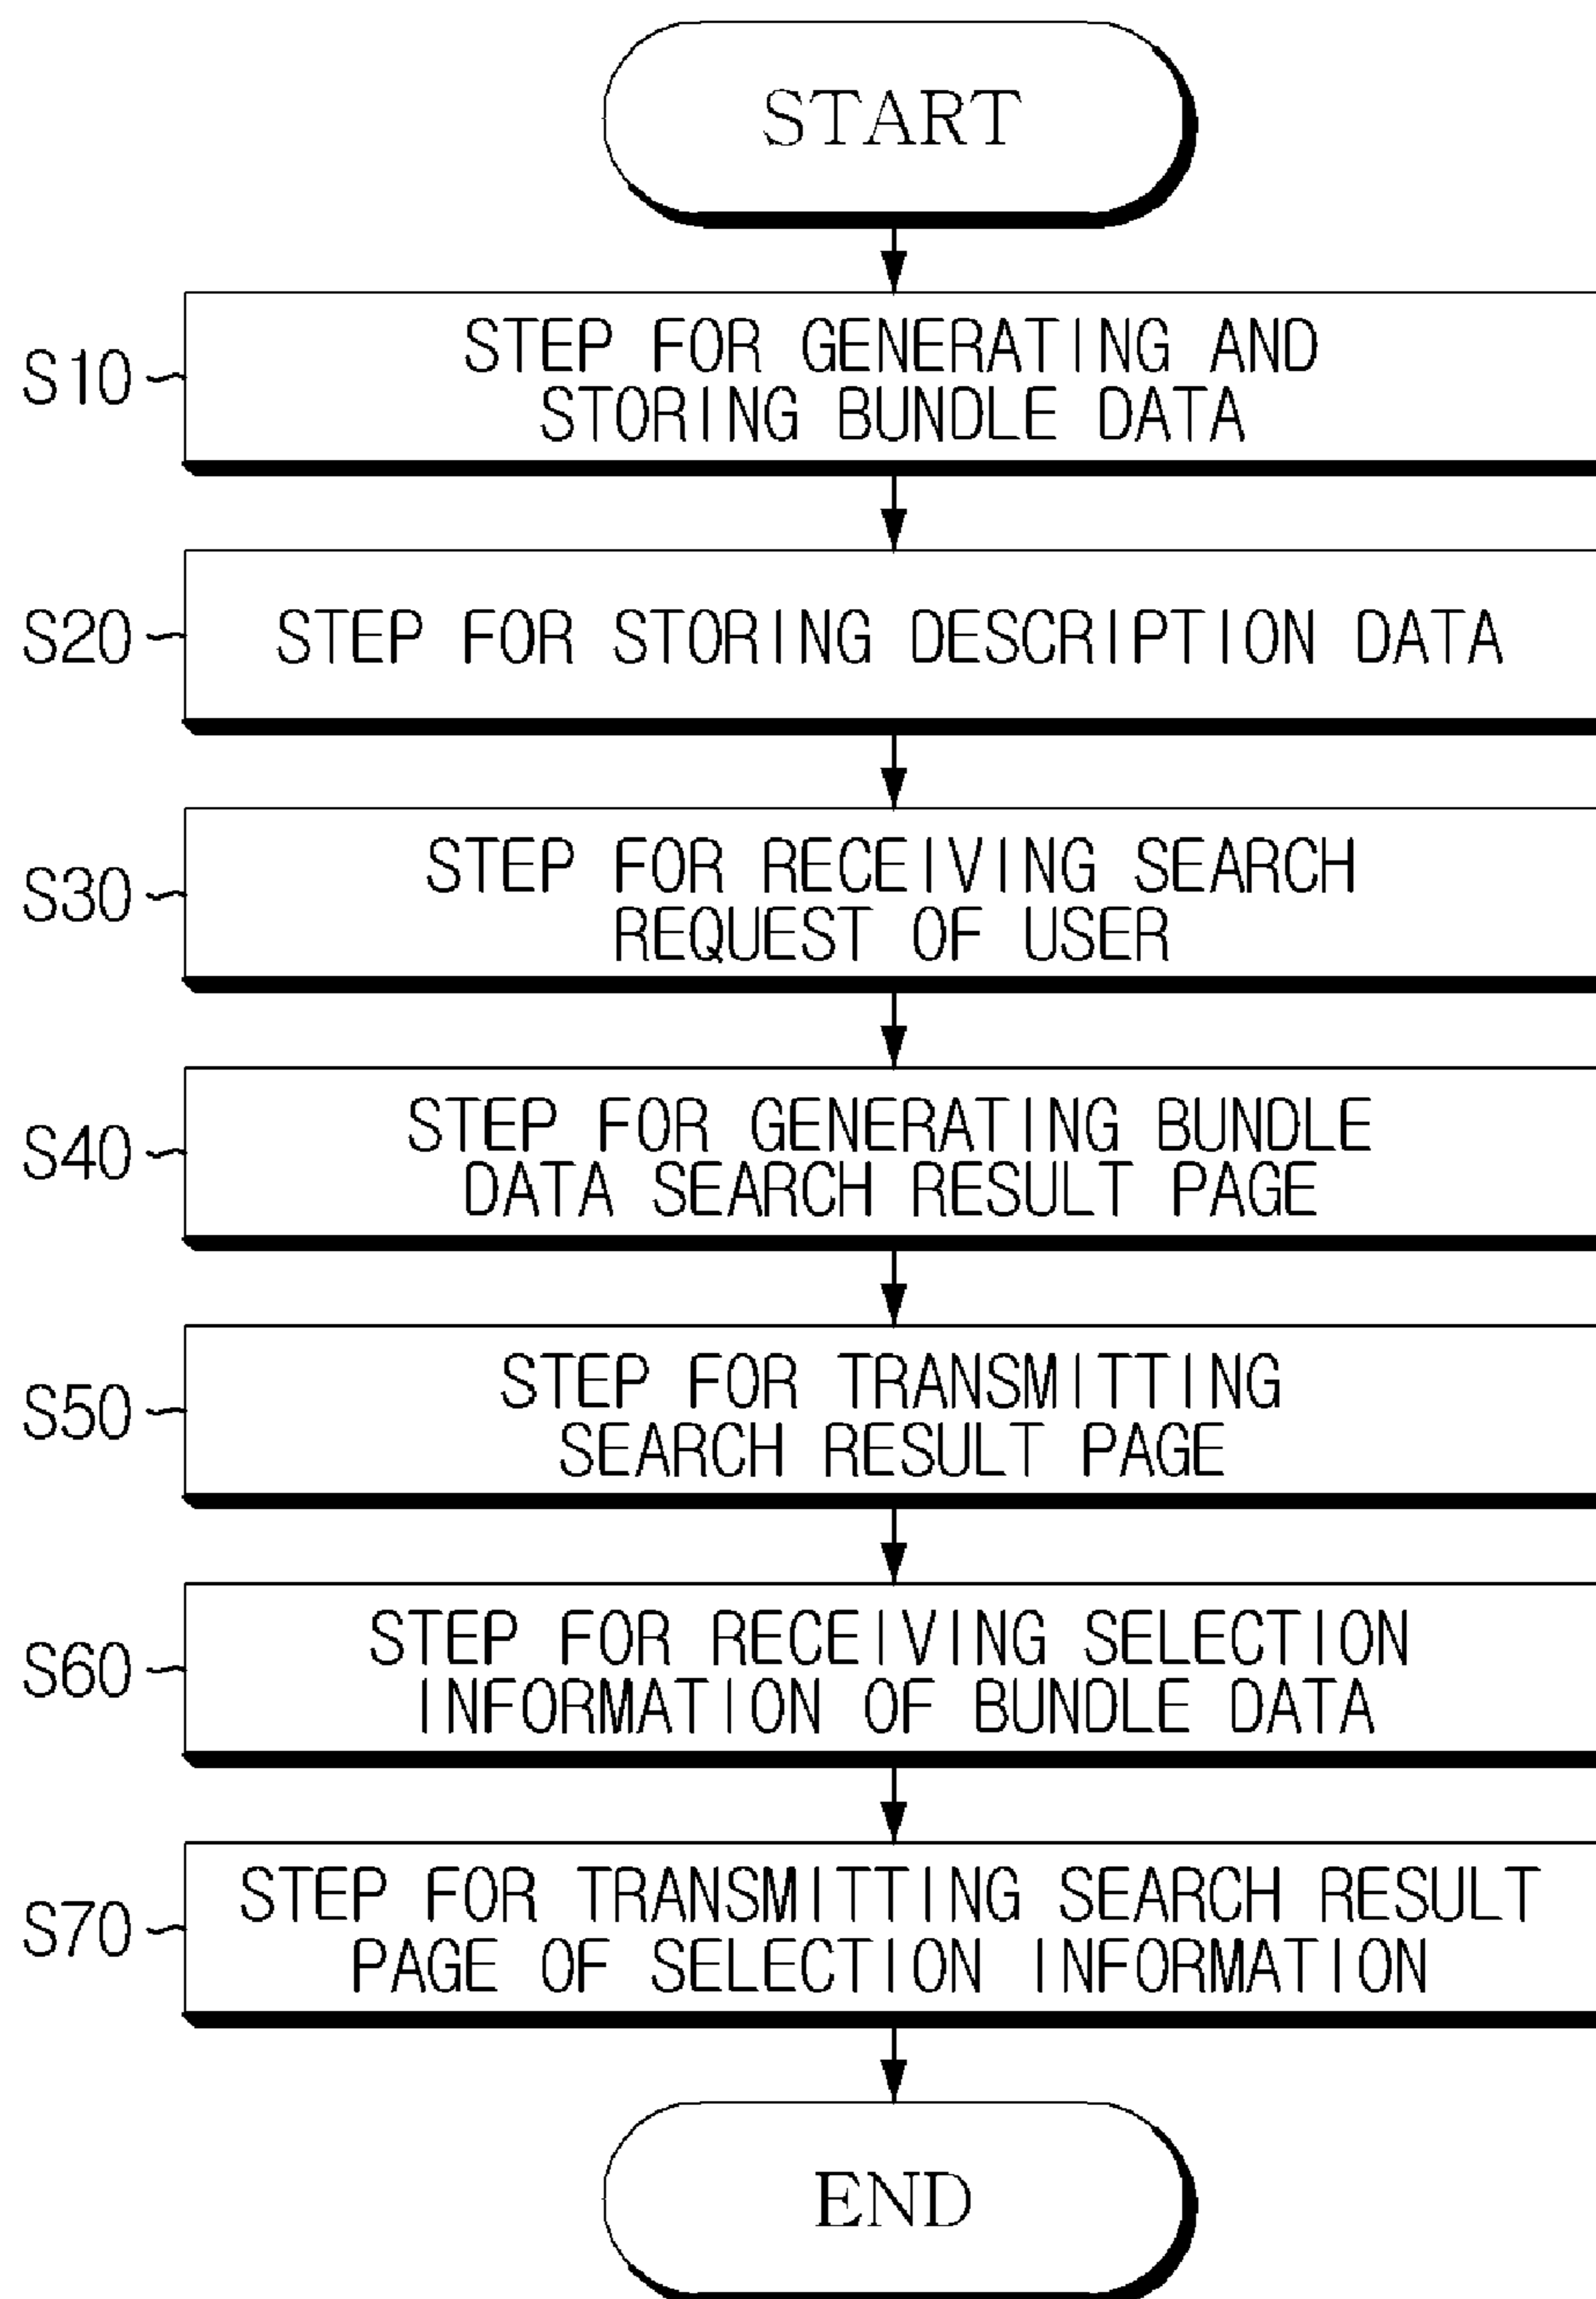 START
S10
STEP FOR GENERATING AND
STORING BUNDLE DATA
S20
STEP FOR STORING DESCRIPTION DATA
S30
STEP FOR RECEIVING SEARCH
REQUEST OF USER
S40
STEP FOR GENERATING BUNDLE
DATA SEARCH RESULT PAGE
S50
STEP FOR TRANSMITTING
SEARCH RESULT PAGE
S60
STEP FOR RECEIVING SELECTION
INFORMATION OF BUNDLE DATA
S70
STEP FOR TRANSMITTING SEARCH RESULT
PAGE OF SELECTION INFORMATION
END